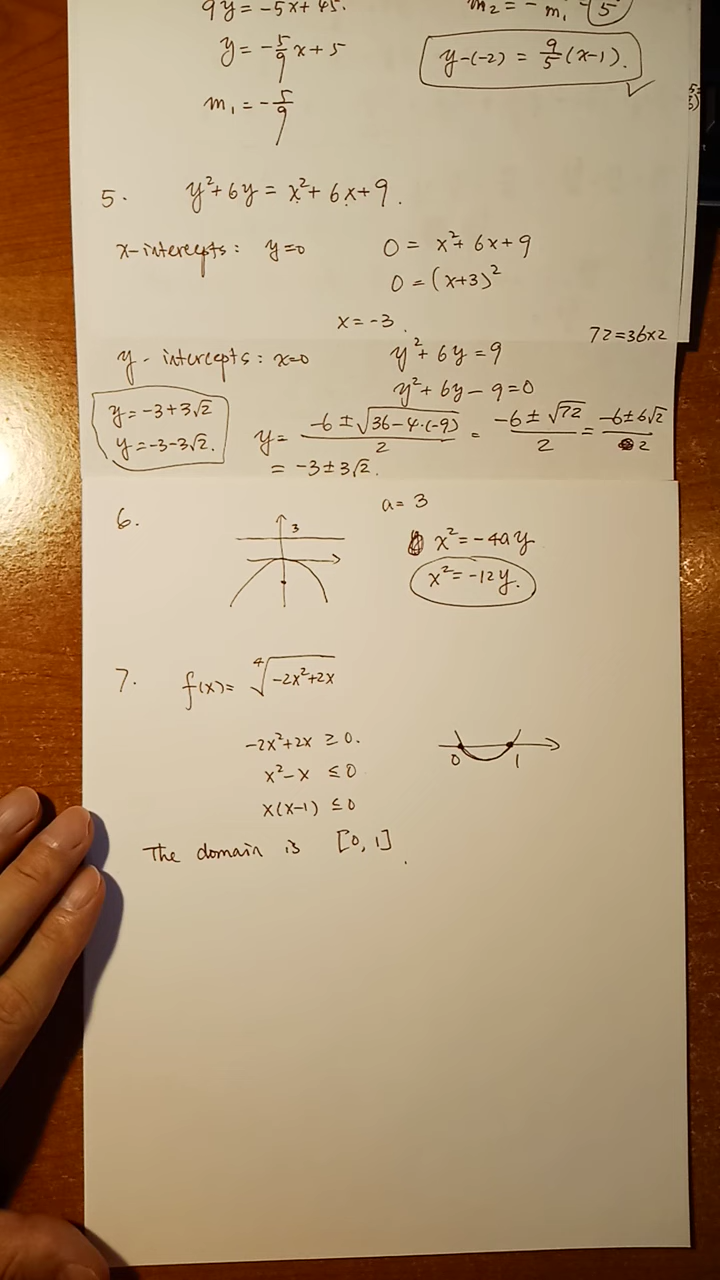 9y = -5x + 45.
y = -5/9 x + 5
m₁ = -5/9
m₂ = - m₁ 5
y-(-2) = 9/5 (x-1).
5. y²+6y = x²+6x+9.
x-intercepts: y=0 0 = x²+6x+9
0 = (x+3)²
x = -3.
72=36x2
y-intercepts: x=0 y²+6y = 9
y²+6y-9=0
y = -3+3√2
y = -3-3√2.
y = (-6±√(36-4·(-9)))/2 = (-6±√72)/2 = (-6±6√2)/2
= -3±3√2.
6. a = 3
3
x² = -4ay
x² = -12y.
7. f(x) = ⁴√(-2x²+2x)
-2x²+2x ≥ 0.
x²-x ≤ 0
x(x-1) ≤ 0
0 1
The domain is [0, 1].